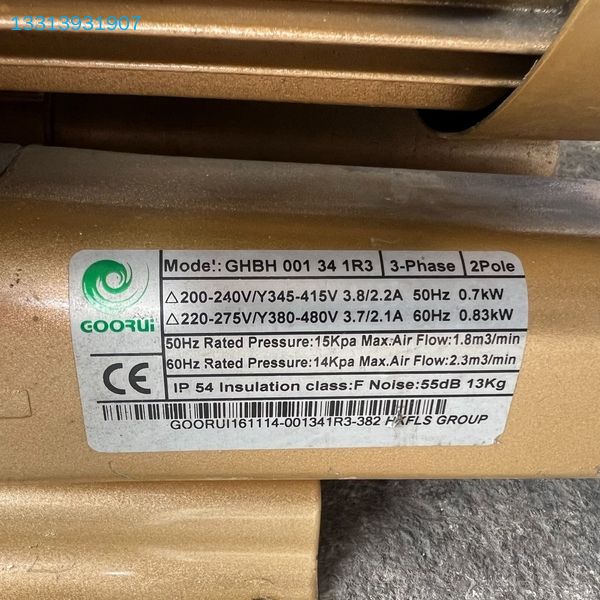 13313931907
Model: GHBH 001 34 1R3 3-Phase 2Pole
△200-240V/Y345-415V 3.8/2.2A 50Hz 0.7kW
△220-275V/Y380-480V 3.7/2.1A 60Hz 0.83kW
GOORUi
50Hz Rated Pressure:15Kpa Max.Air Flow:1.8m3/min
60Hz Rated Pressure:14Kpa Max.Air Flow:2.3m3/min
CE
IP 54 Insulation class:F Noise:55dB 13Kg
GOORUI161114-001341R3-382 HXFLS GROUP